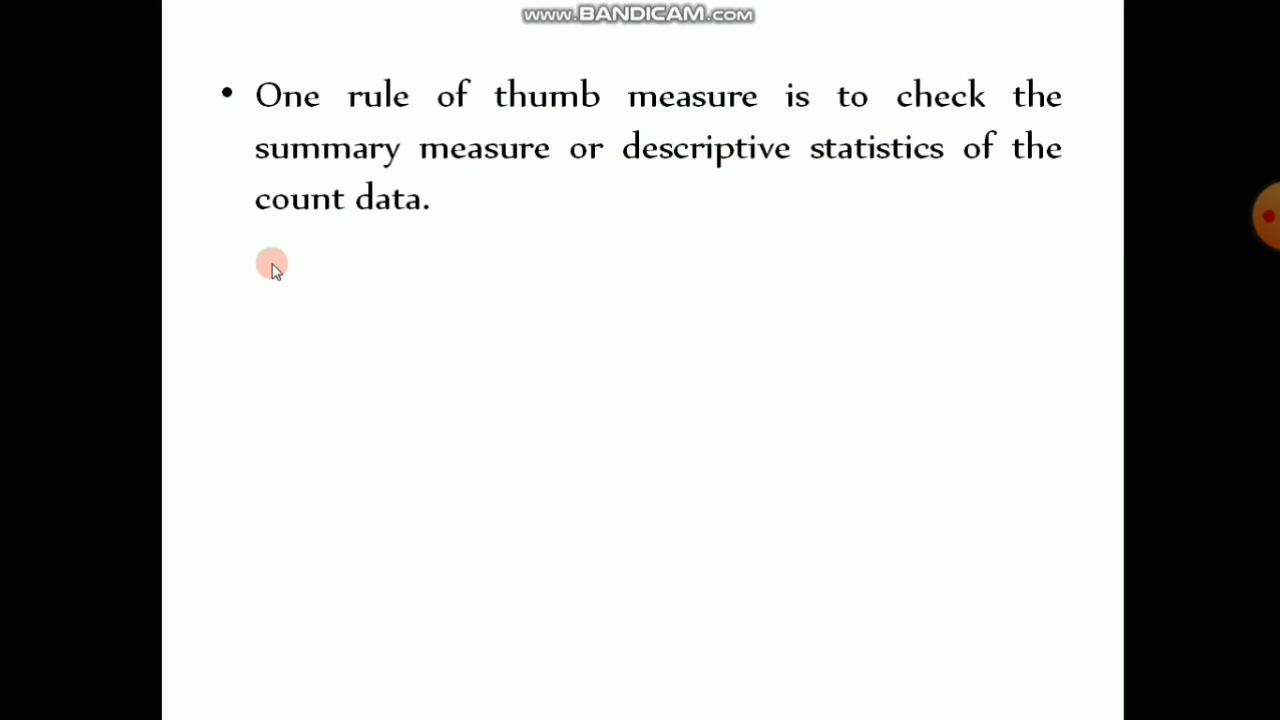 www.BANDICAM.com
• One rule of thumb measure is to check the
summary measure or descriptive statistics of the
count data.